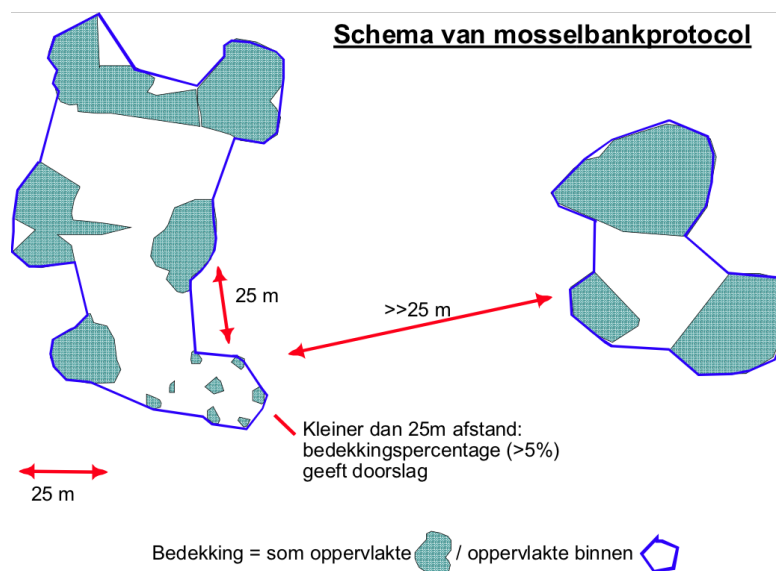 Schema van mosselbankprotocol
25 m
>>25 m
Kleiner dan 25m afstand:
bedekkingspercentage (>5%)
geeft doorslag
25 m
Bedekking = som oppervlakte / oppervlakte binnen